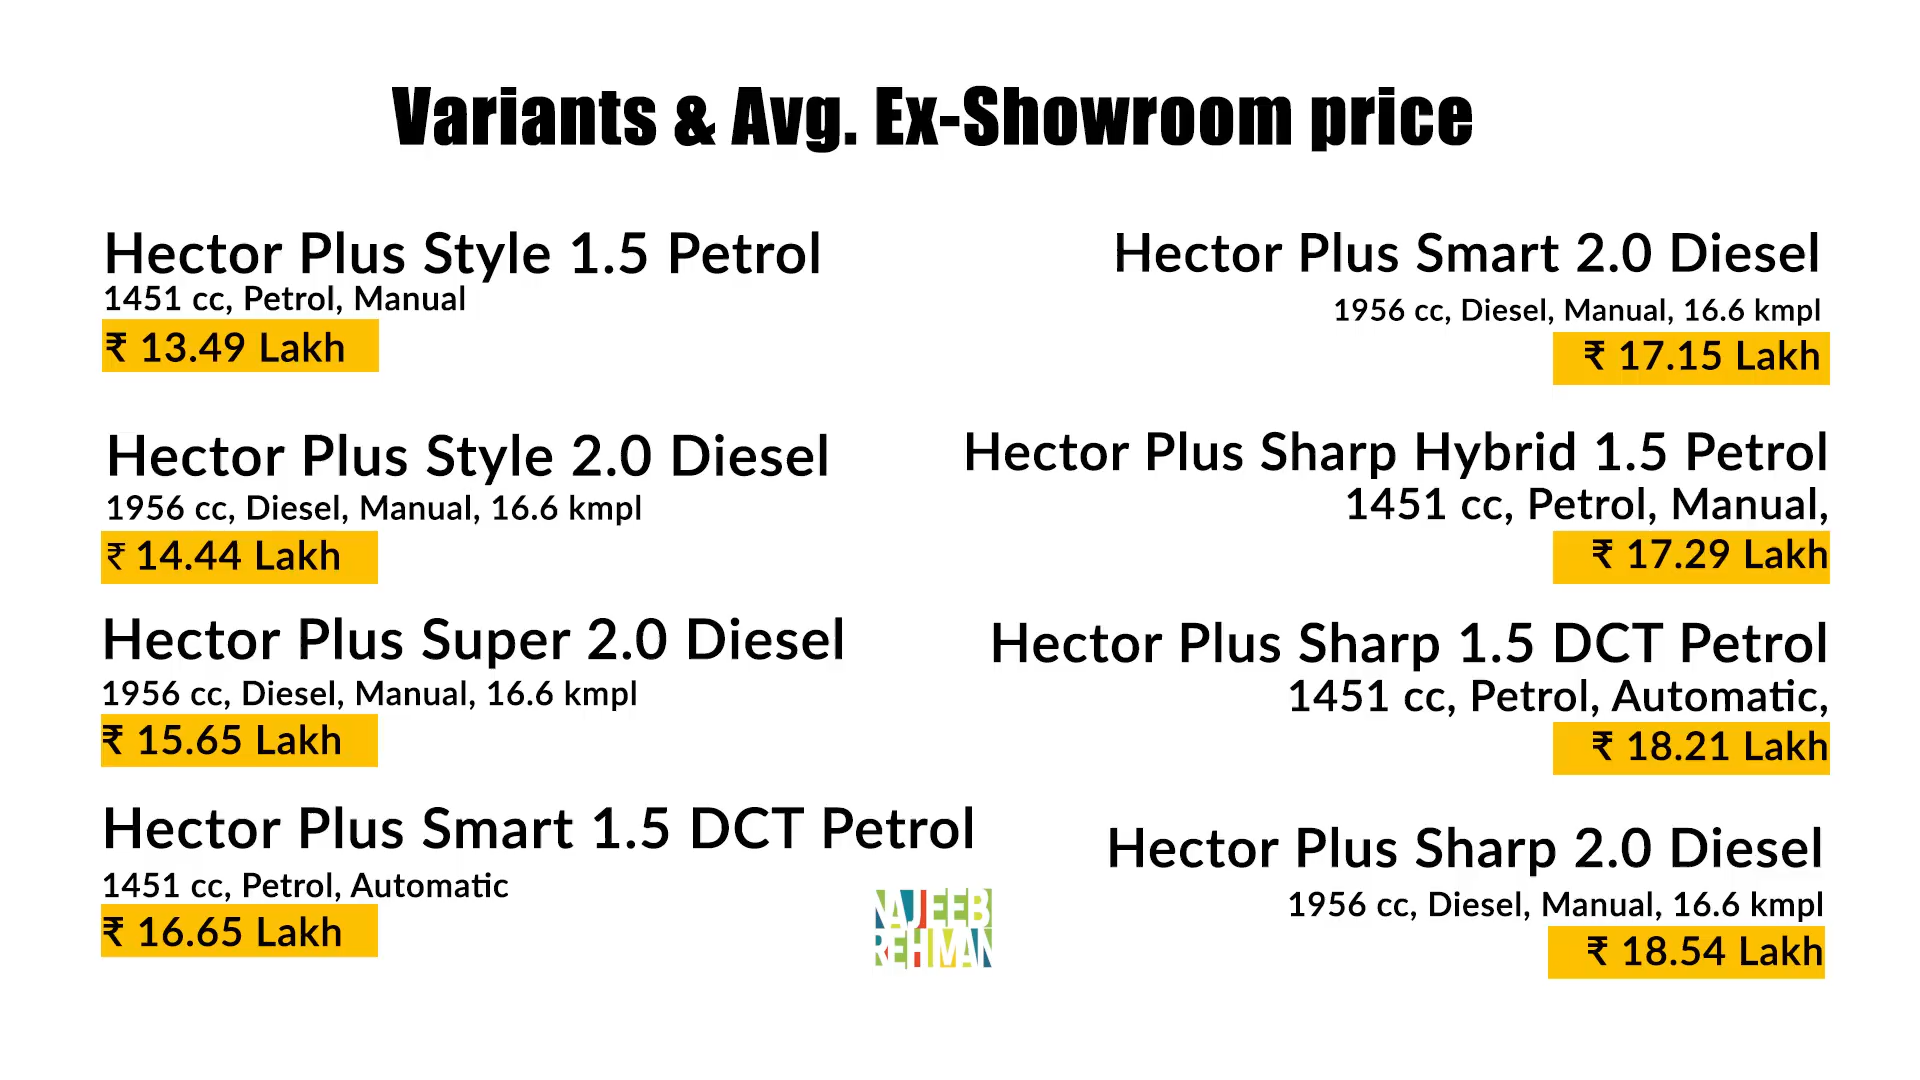 Variants & Avg. Ex-Showroom price
Hector Plus Style 1.5 Petrol
1451 cc, Petrol, Manual
₹ 13.49 Lakh
Hector Plus Style 2.0 Diesel
1956 cc, Diesel, Manual, 16.6 kmpl
₹ 14.44 Lakh
Hector Plus Super 2.0 Diesel
1956 cc, Diesel, Manual, 16.6 kmpl
₹ 15.65 Lakh
Hector Plus Smart 1.5 DCT Petrol
1451 cc, Petrol, Automatic
₹ 16.65 Lakh
Hector Plus Smart 2.0 Diesel
1956 cc, Diesel, Manual, 16.6 kmpl
₹ 17.15 Lakh
Hector Plus Sharp Hybrid 1.5 Petrol
1451 cc, Petrol, Manual,
₹ 17.29 Lakh
Hector Plus Sharp 1.5 DCT Petrol
1451 cc, Petrol, Automatic,
₹ 18.21 Lakh
Hector Plus Sharp 2.0 Diesel
1956 cc, Diesel, Manual, 16.6 kmpl
₹ 18.54 Lakh
NAJEEB
REHMAN